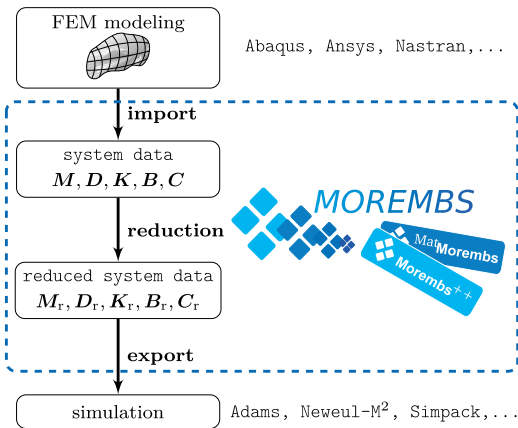 FEM modeling
Abaqus, Ansys, Nastran,...
import
system data
M, D, K, B, C
MOREMBS
reduction
MatMorembs
Morembs++
reduced system data
Mᵣ, Dᵣ, Kᵣ, Bᵣ, Cᵣ
export
simulation
Adams, Neweul-M², Simpack,...